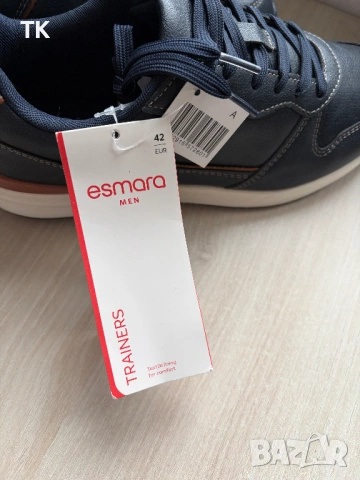 TK
42
EUR
esmara
MEN
TRAINERS
Textile lining
for comfort
A
BAZAR